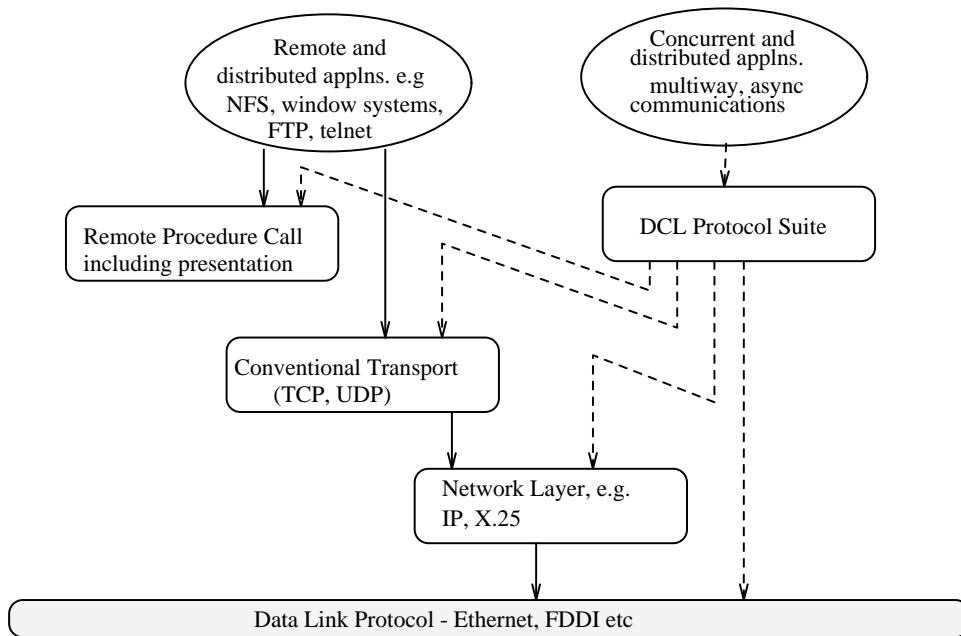 Remote and
distributed applns. e.g
NFS, window systems,
FTP, telnet
Concurrent and
distributed applns.
multiway, async
communications
Remote Procedure Call
including presentation
DCL Protocol Suite
Conventional Transport
(TCP, UDP)
Network Layer, e.g.
IP, X.25
Data Link Protocol - Ethernet, FDDI etc